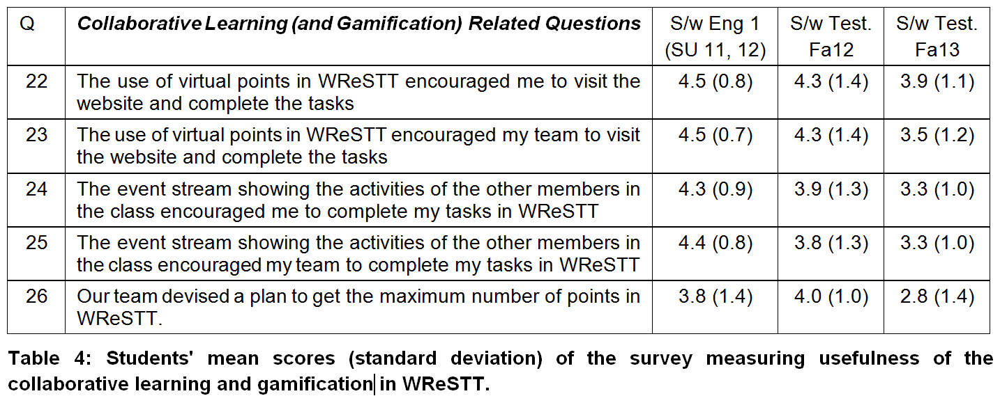 Q Collaborative Learning (and Gamification) Related Questions S/w Eng 1 (SU 11, 12) S/w Test. Fa12 S/w Test. Fa13
22 The use of virtual points in WReSTT encouraged me to visit the 4.5 (0.8) 4.3 (1.4) 3.9 (1.1)
website and complete the tasks
23 The use of virtual points in WReSTT encouraged my team to visit 4.5 (0.7) 4.3 (1.4) 3.5 (1.2)
the website and complete the tasks
24 The event stream showing the activities of the other members in 4.3 (0.9) 3.9 (1.3) 3.3 (1.0)
the class encouraged me to complete my tasks in WReSTT
25 The event stream showing the activities of the other members in 4.4 (0.8) 3.8 (1.3) 3.3 (1.0)
the class encouraged my team to complete my tasks in WReSTT
26 Our team devised a plan to get the maximum number of points in 3.8 (1.4) 4.0 (1.0) 2.8 (1.4)
WReSTT.
Table 4: Students' mean scores (standard deviation) of the survey measuring usefulness of the
collaborative learning and gamification in WReSTT.